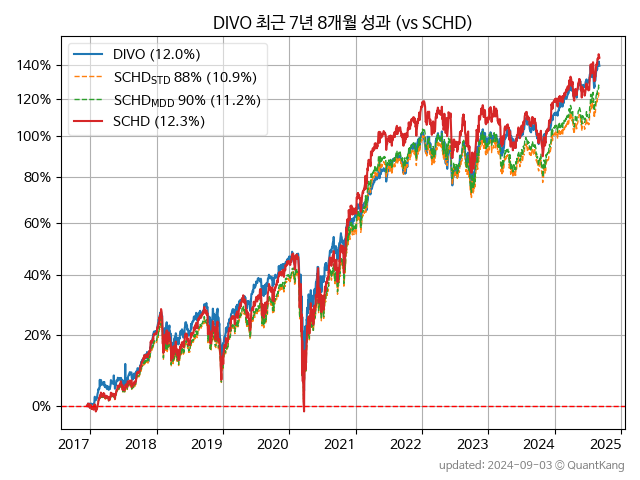 DIVO 최근 7년 8개월 성과 (vs SCHD)
DIVO (12.0%)
SCHD_STD 88% (10.9%)
SCHD_MDD 90% (11.2%)
SCHD (12.3%)
140%
120%
100%
80%
60%
40%
20%
0%
2017 2018 2019 2020 2021 2022 2023 2024 2025
updated: 2024-09-03 © QuantKang